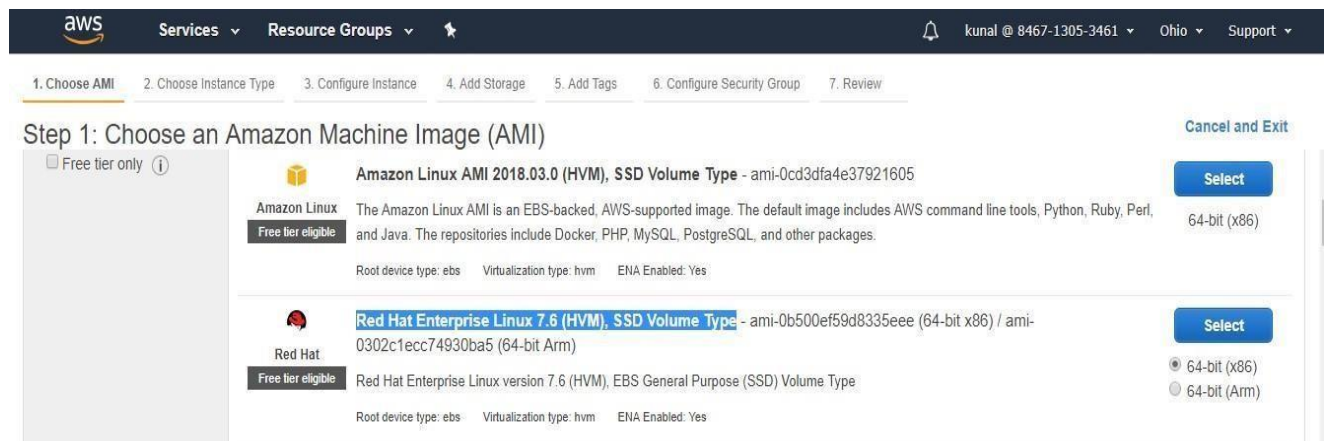 aws Services Resource Groups kunal @ 8467-1305-3461 Ohio Support
1. Choose AMI 2. Choose Instance Type 3. Configure Instance 4. Add Storage 5. Add Tags 6. Configure Security Group 7. Review
Step 1: Choose an Amazon Machine Image (AMI)
Cancel and Exit
Free tier only
Amazon Linux
Free tier eligible
Amazon Linux AMI 2018.03.0 (HVM), SSD Volume Type - ami-0cd3dfa4e37921605
The Amazon Linux AMI is an EBS-backed, AWS-supported image. The default image includes AWS command line tools, Python, Ruby, Perl,
and Java. The repositories include Docker, PHP, MySQL, PostgreSQL, and other packages.
Root device type: ebs Virtualization type: hvm ENA Enabled: Yes
Select
64-bit (x86)
Red Hat
Free tier eligible
Red Hat Enterprise Linux 7.6 (HVM), SSD Volume Type - ami-0b500ef59d8335eee (64-bit x86) / ami-
0302c1ecc74930ba5 (64-bit Arm)
Red Hat Enterprise Linux version 7.6 (HVM), EBS General Purpose (SSD) Volume Type
Root device type: ebs Virtualization type: hvm ENA Enabled: Yes
Select
64-bit (x86)
64-bit (Arm)